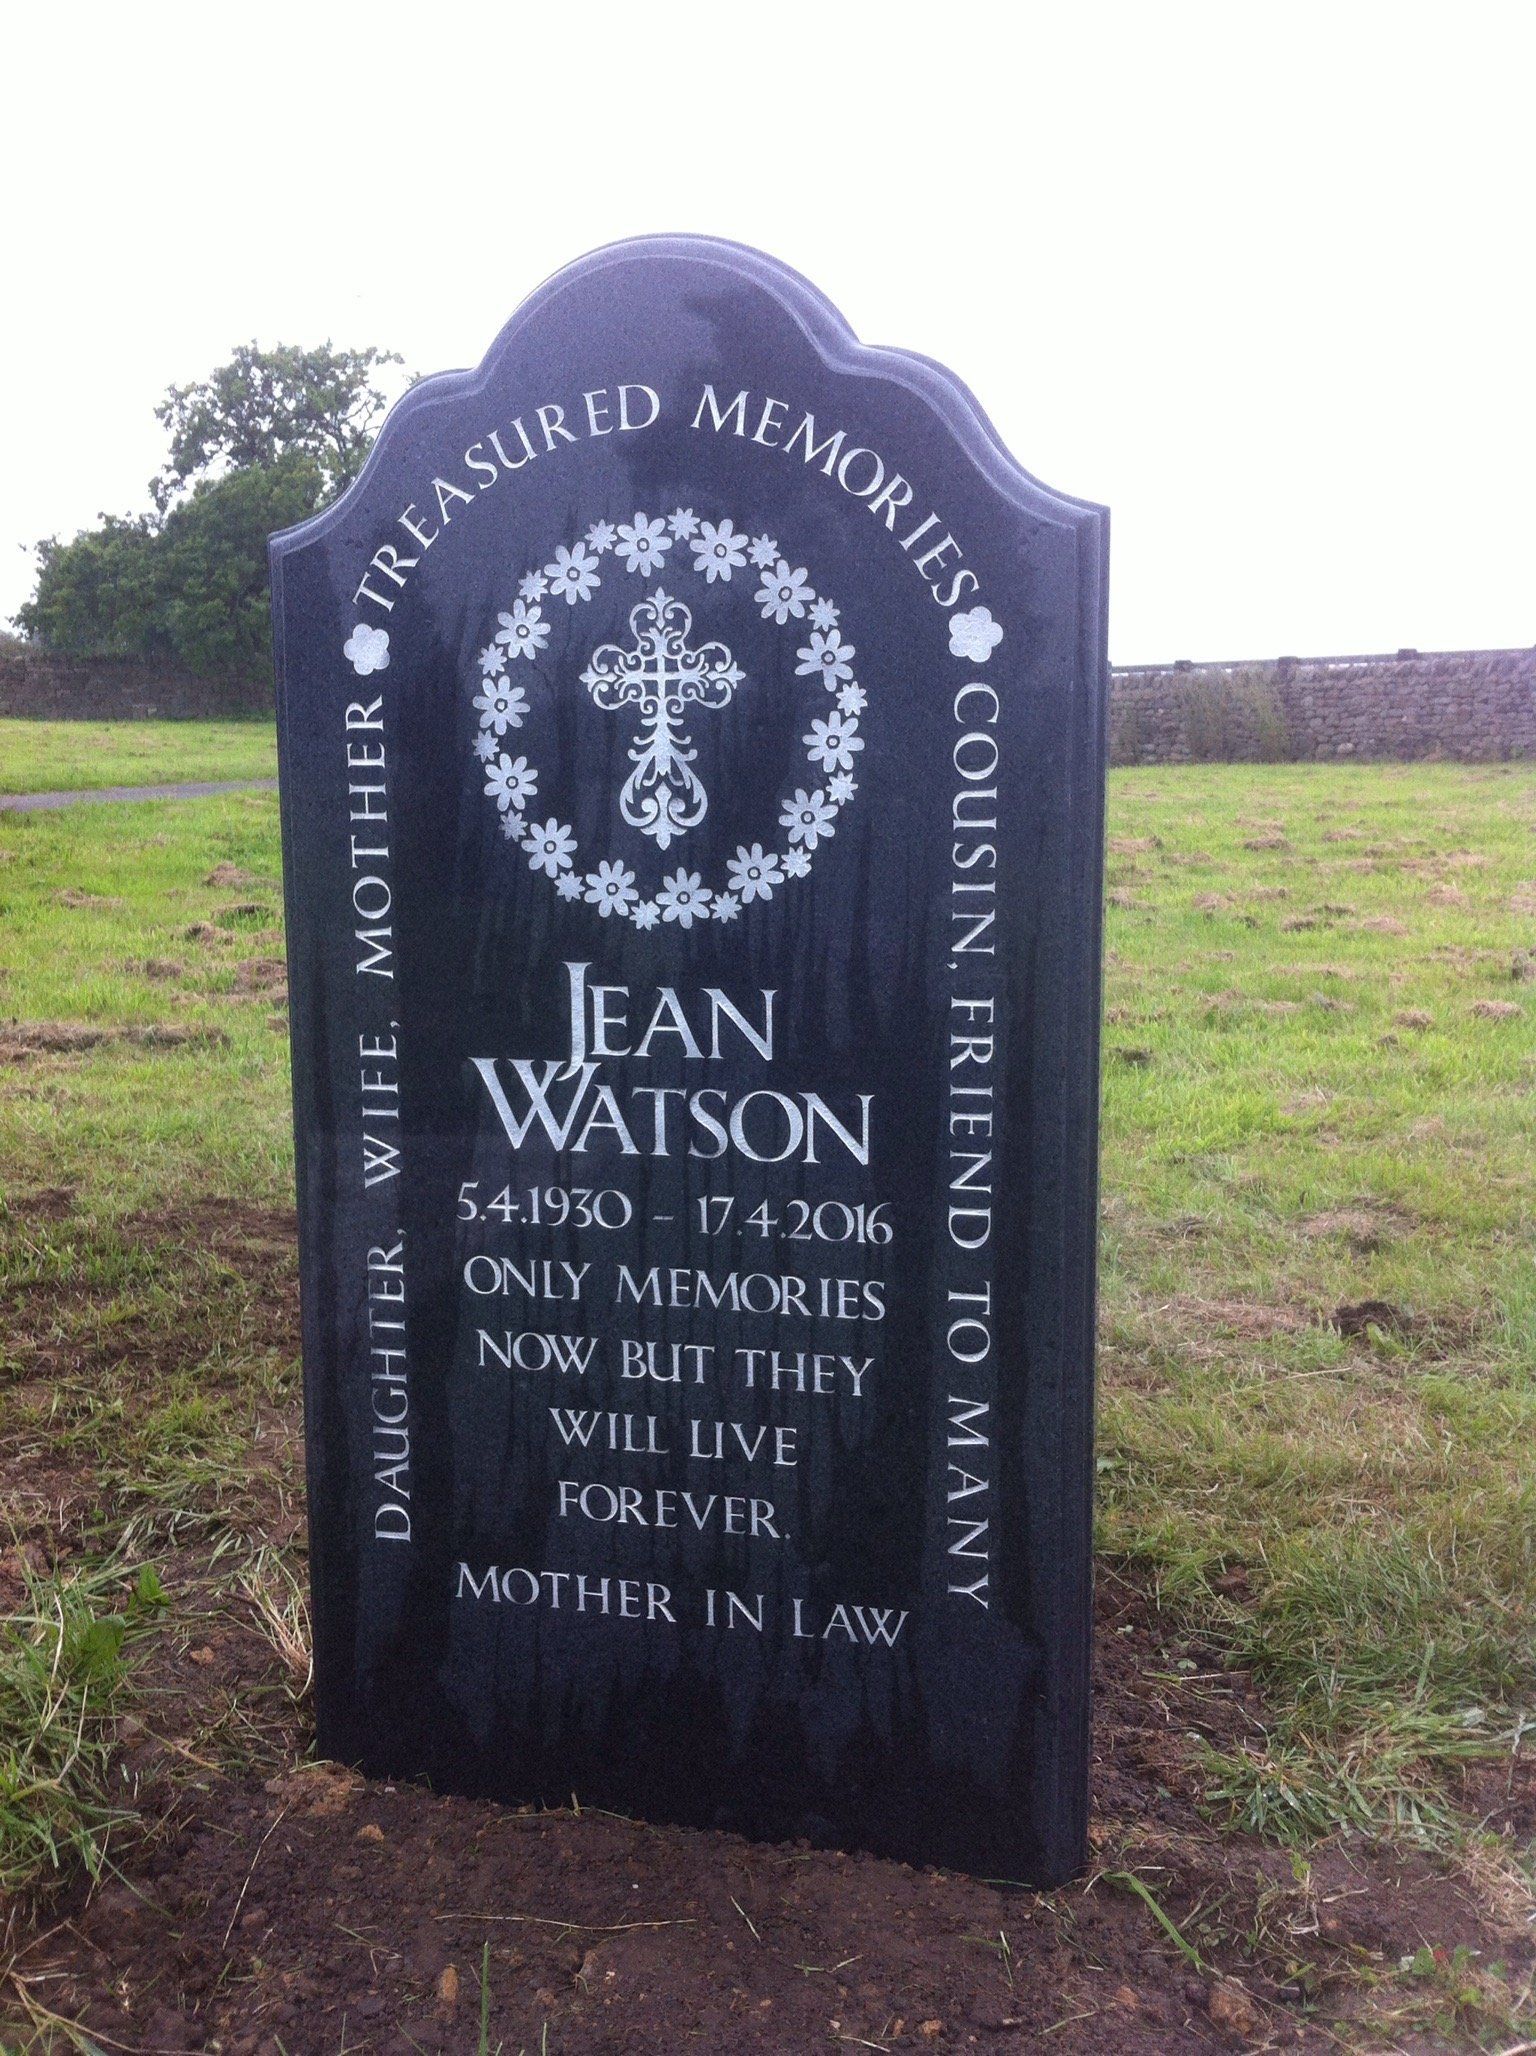 TREASURED MEMORIES
DAUGHTER, WIFE, MOTHER
COUSIN, FRIEND TO MANY
JEAN
WATSON
5.4.1930 - 17.4.2016
ONLY MEMORIES
NOW BUT THEY
WILL LIVE
FOREVER.
MOTHER IN LAW